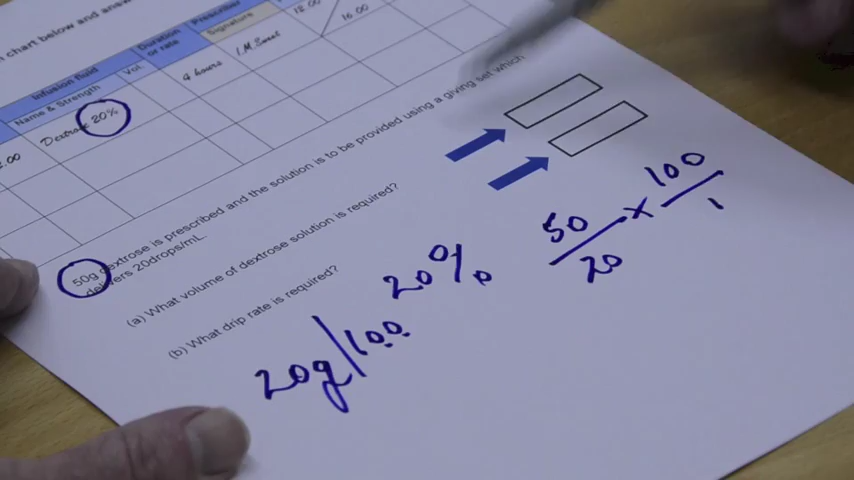 chart below and answ
Infusion fluid
Duration or rate
Prescriber
Name & Strength
Vol.
Signature
12.00
16.00
Dextrose 20%
4 hours
I.M. Sweet
50g dextrose is prescribed and the solution is to be provided using a giving set which
delivers 20drops/mL.
(a) What volume of dextrose solution is required?
(b) What drip rate is required?
20%
20g/100
50/20 × 100/1